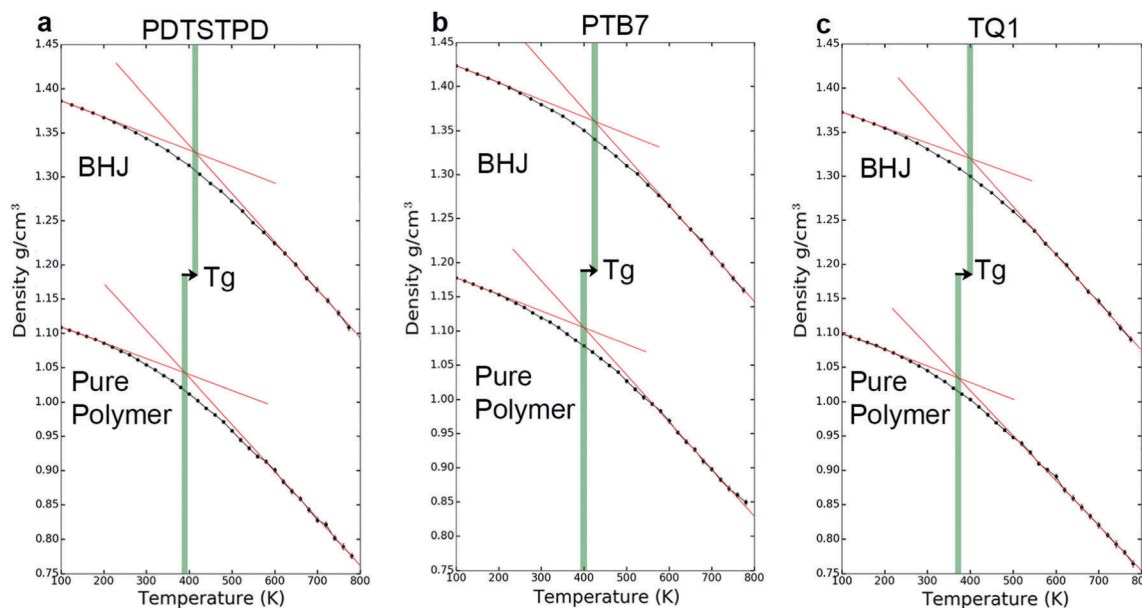 a
PDTSTPD
Density g/cm³
1.45
1.40
1.35
1.30
1.25
1.20
1.15
1.10
1.05
1.00
0.95
0.90
0.85
0.80
0.75
BHJ
Tg
Pure
Polymer
100 200 300 400 500 600 700 800
Temperature (K)
b
PTB7
Density g/cm³
1.45
1.40
1.35
1.30
1.25
1.20
1.15
1.10
1.05
1.00
0.95
0.90
0.85
0.80
0.75
BHJ
Tg
Pure
Polymer
100 200 300 400 500 600 700 800
Temperature (K)
c
TQ1
Density g/cm³
1.45
1.40
1.35
1.30
1.25
1.20
1.15
1.10
1.05
1.00
0.95
0.90
0.85
0.80
0.75
BHJ
Tg
Pure
Polymer
100 200 300 400 500 600 700 800
Temperature (K)